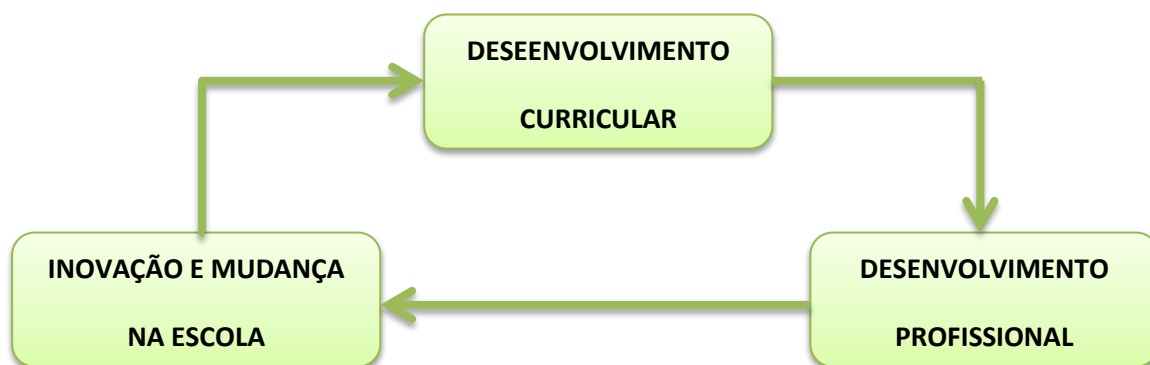 DESEENVOLVIMENTO
CURRICULAR
INOVAÇÃO E MUDANÇA
NA ESCOLA
DESENVOLVIMENTO
PROFISSIONAL